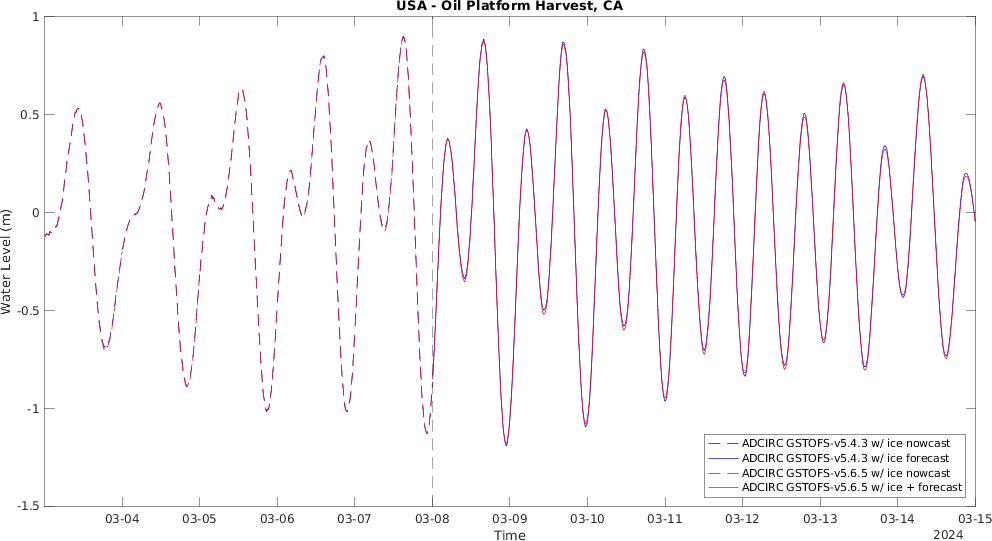 USA - Oil Platform Harvest, CA
1
0.5
0
-0.5
-1
-1.5
Water Level (m)
ADCIRC GSTOFS-v5.4.3 w/ ice nowcast
ADCIRC GSTOFS-v5.4.3 w/ ice forecast
ADCIRC GSTOFS-v5.6.5 w/ ice nowcast
ADCIRC GSTOFS-v5.6.5 w/ ice + forecast
03-04 03-05 03-06 03-07 03-08 03-09 03-10 03-11 03-12 03-13 03-14 03-15
Time
2024